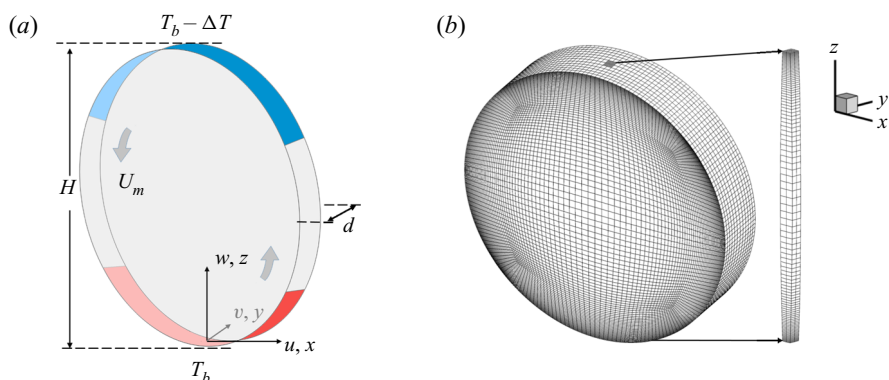 (a)
T_b – ΔT
H
U_m
d
w, z
v, y
u, x
T_b
(b)
z
y
x